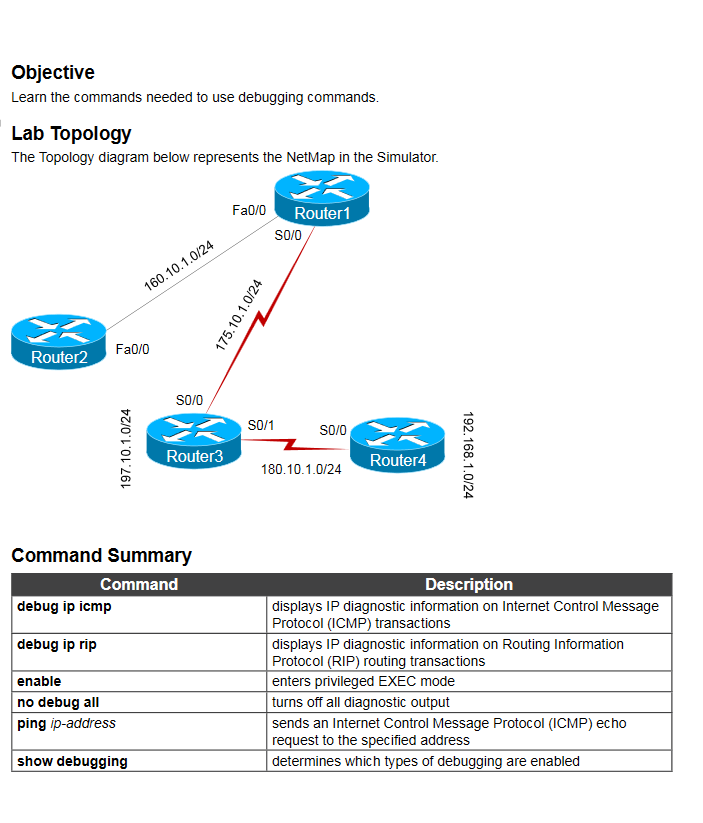 Objective
Learn the commands needed to use debugging commands.
Lab Topology
The Topology diagram below represents the NetMap in the Simulator.
Router1
Fa0/0
S0/0
160.10.1.0/24
175.10.1.0/24
Router2
Fa0/0
S0/0
197.10.1.0/24
Router3
S0/1
S0/0
180.10.1.0/24
Router4
192.168.1.0/24
Command Summary
Command Description
debug ip icmp displays IP diagnostic information on Internet Control Message
Protocol (ICMP) transactions
debug ip rip displays IP diagnostic information on Routing Information
Protocol (RIP) routing transactions
enable enters privileged EXEC mode
no debug all turns off all diagnostic output
ping ip-address sends an Internet Control Message Protocol (ICMP) echo
request to the specified address
show debugging determines which types of debugging are enabled